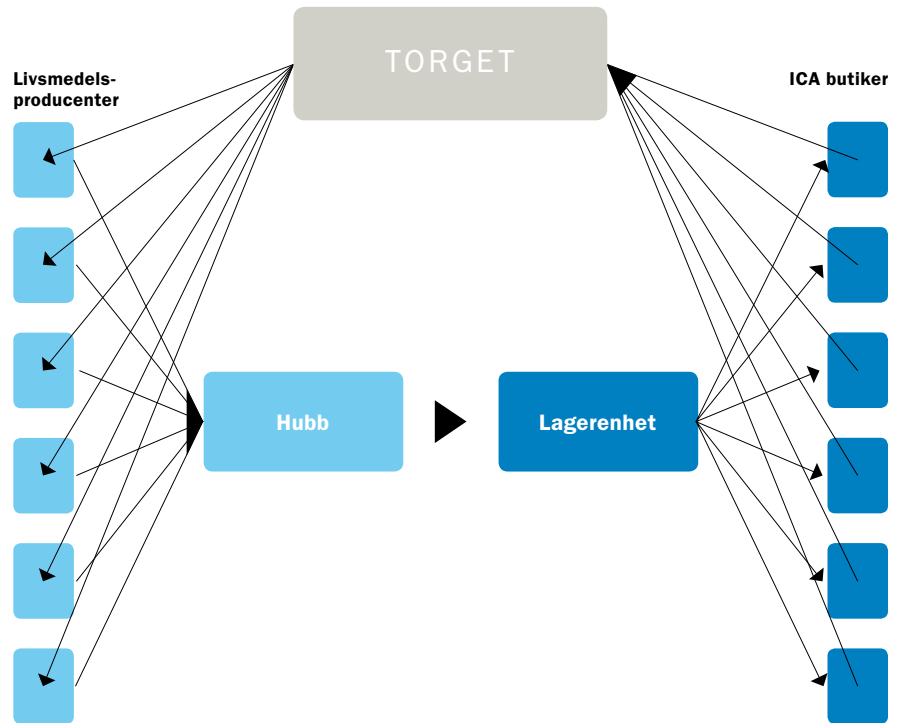 TORGET
Livsmedels-
producenter
ICA butiker
Hubb
Lagerenhet